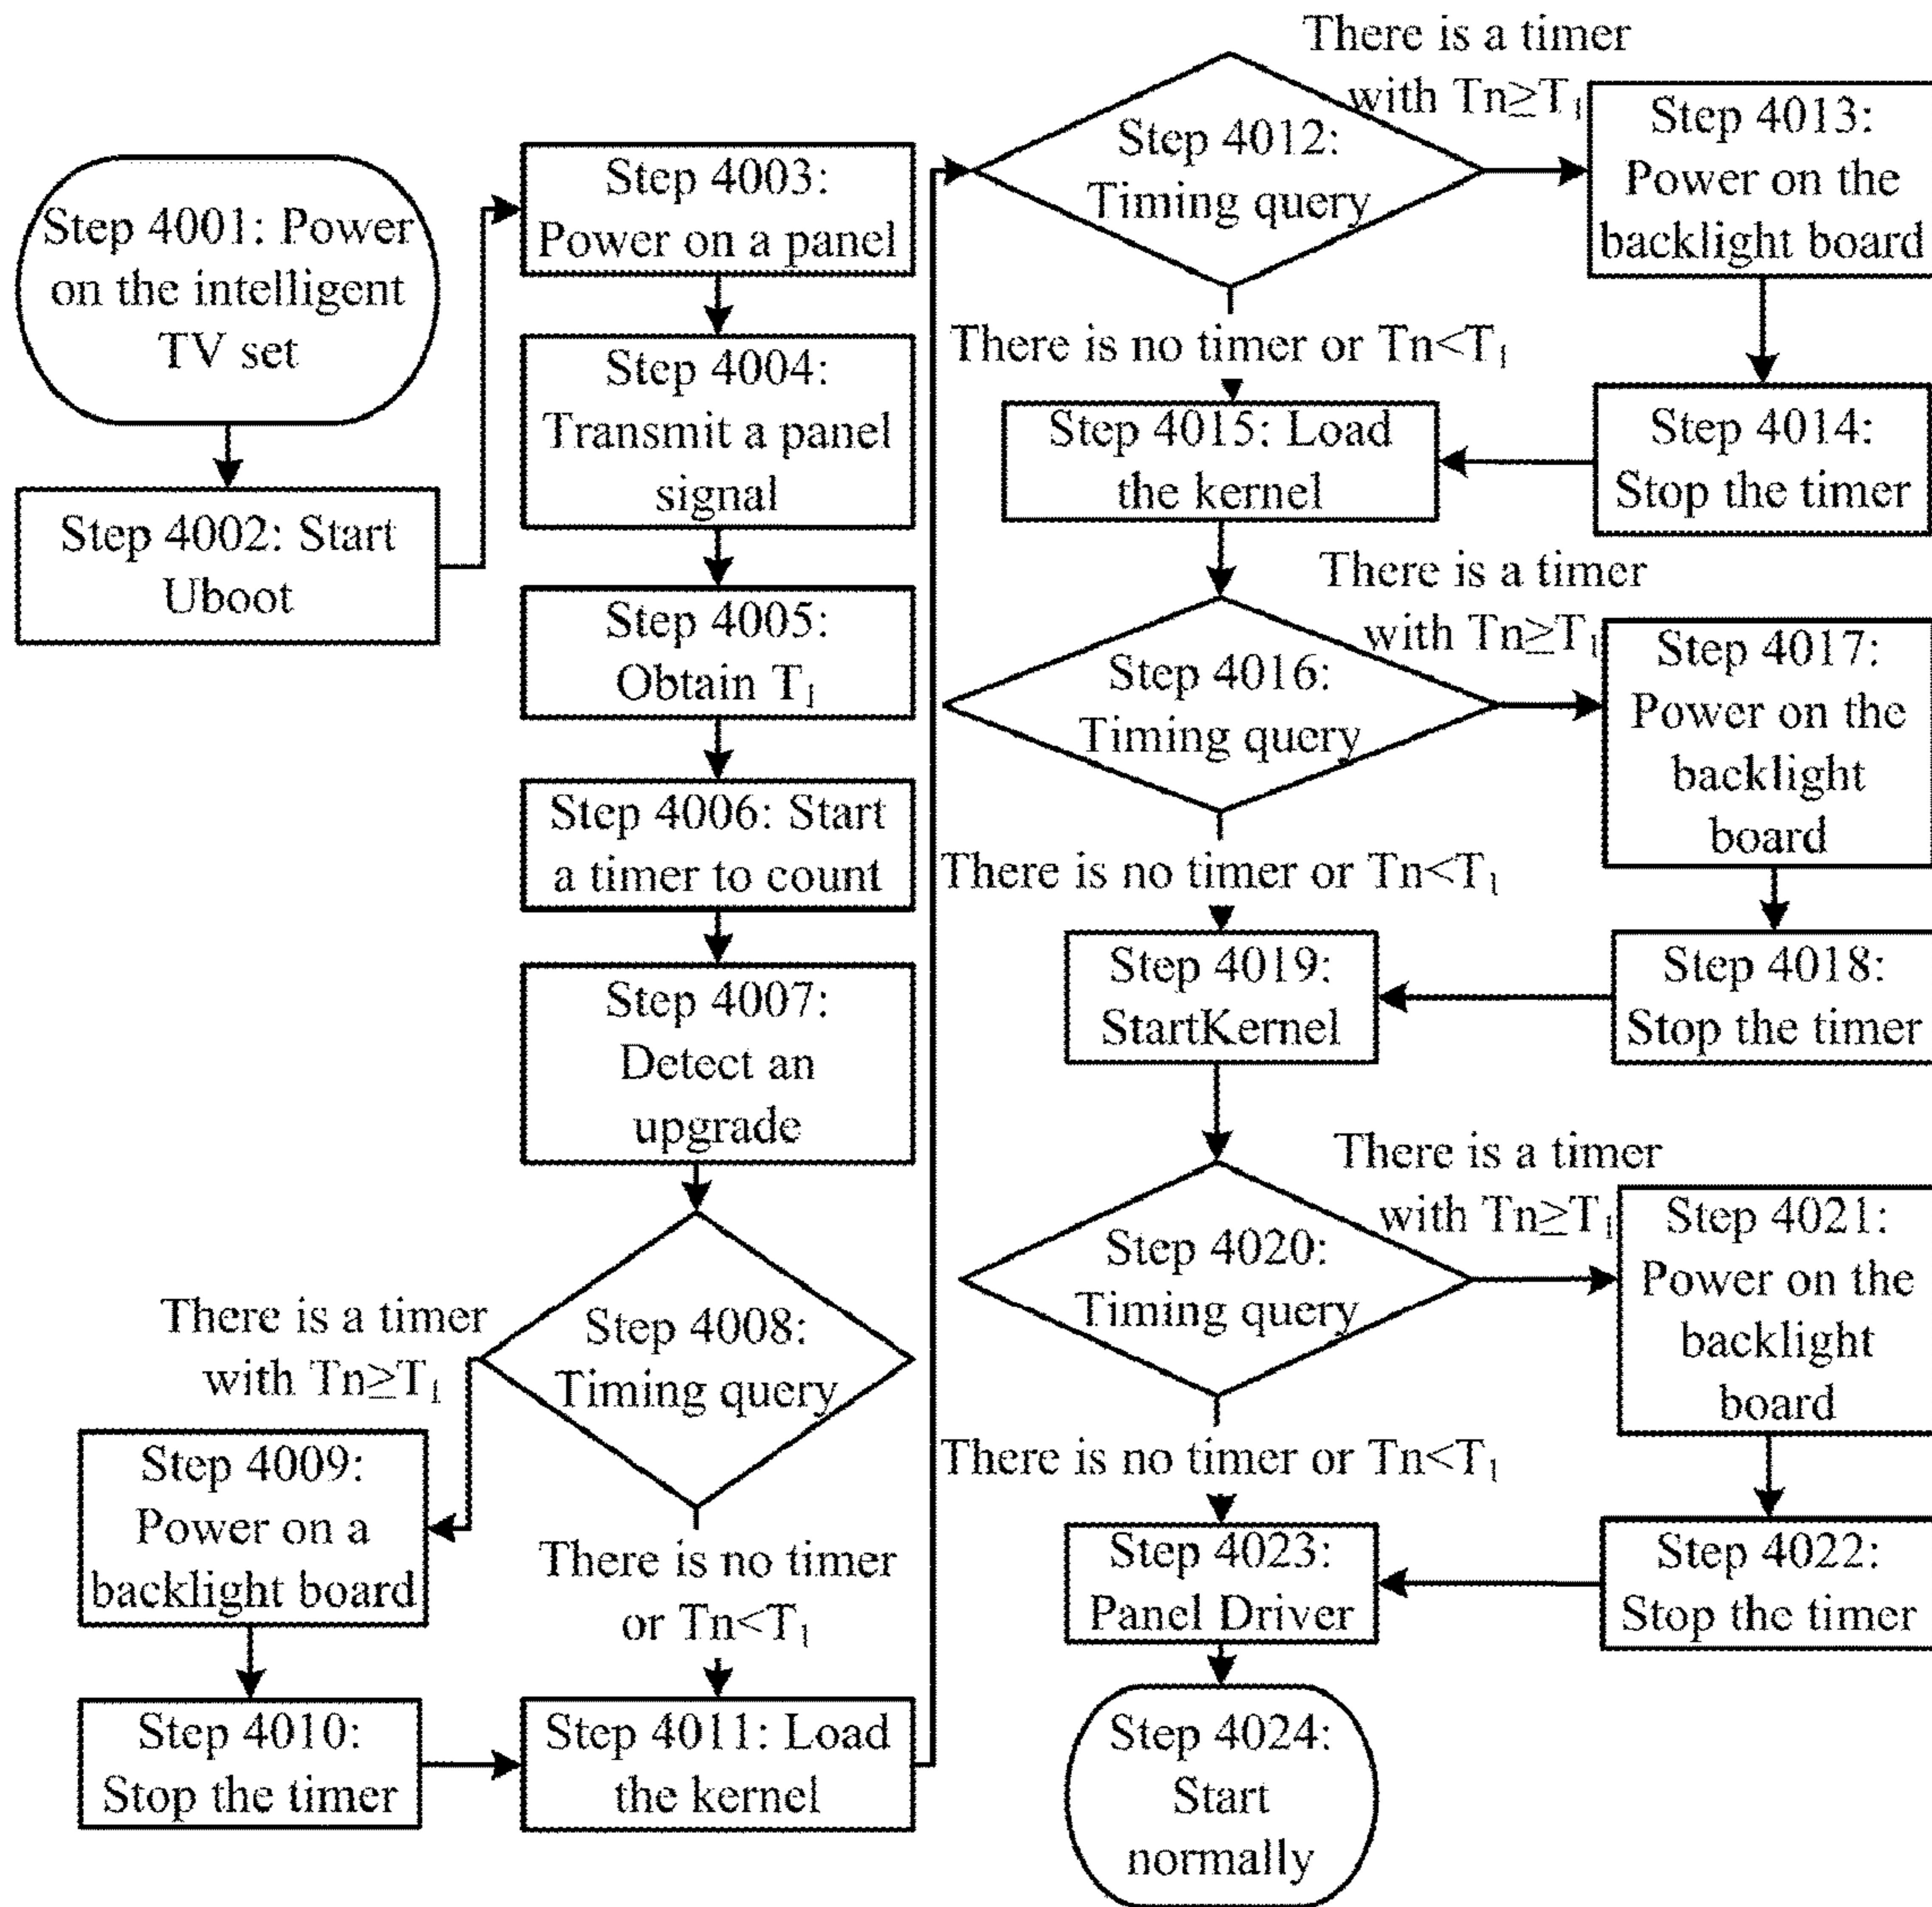 Step 4001: Power
on the intelligent
TV set
Step 4002: Start
Uboot
Step 4003:
Power on a panel
Step 4004:
Transmit a panel
signal
Step 4005:
Obtain T₁
Step 4006: Start
a timer to count
Step 4007:
Detect an
upgrade
Step 4008:
Timing query
There is a timer
with Tn≥T₁
Step 4009:
Power on a
backlight board
Step 4010:
Stop the timer
There is no timer
or Tn<T₁
Step 4011: Load
the kernel
Step 4012:
Timing query
There is a timer
with Tn≥T₁
Step 4013:
Power on the
backlight board
Step 4014:
Stop the timer
There is no timer or Tn<T₁
Step 4015: Load
the kernel
Step 4016:
Timing query
There is a timer
with Tn≥T₁
Step 4017:
Power on the
backlight
board
Step 4018:
Stop the timer
There is no timer or Tn<T₁
Step 4019:
StartKernel
Step 4020:
Timing query
There is a timer
with Tn≥T₁
Step 4021:
Power on the
backlight
board
Step 4022:
Stop the timer
There is no timer or Tn<T₁
Step 4023:
Panel Driver
Step 4024:
Start
normally